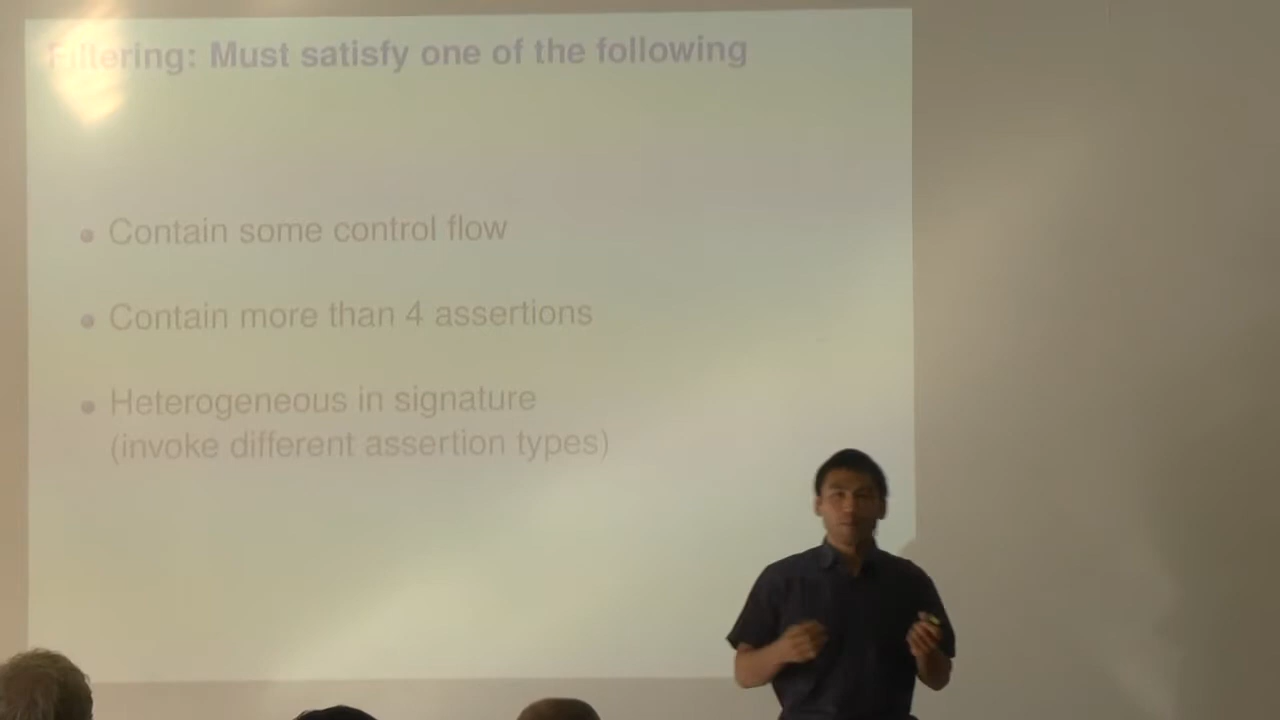 Filtering: Must satisfy one of the following
Contain some control flow
Contain more than 4 assertions
Heterogeneous in signature
(invoke different assertion types)